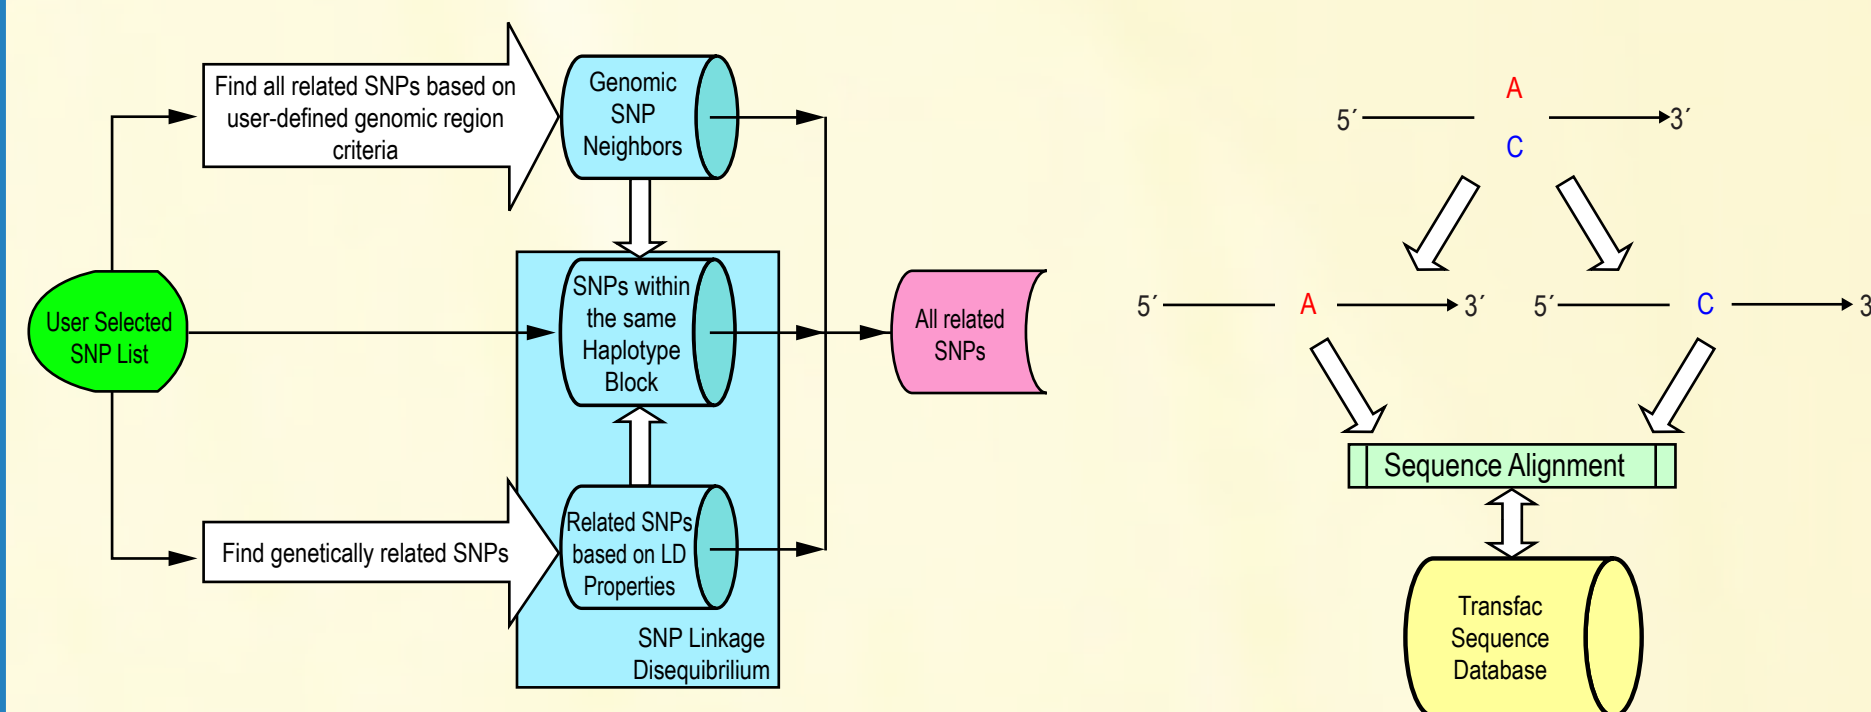 Find all related SNPs based on
user-defined genomic region
criteria
Genomic
SNP
Neighbors
User Selected
SNP List
SNPs within
the same
Haplotype
Block
All related
SNPs
Find genetically related SNPs
Related SNPs
based on LD
Properties
SNP Linkage
Disequibrilium
A
5´ 3´
C
5´ A 3´ 5´ C 3
Sequence Alignment
Transfac
Sequence
Database